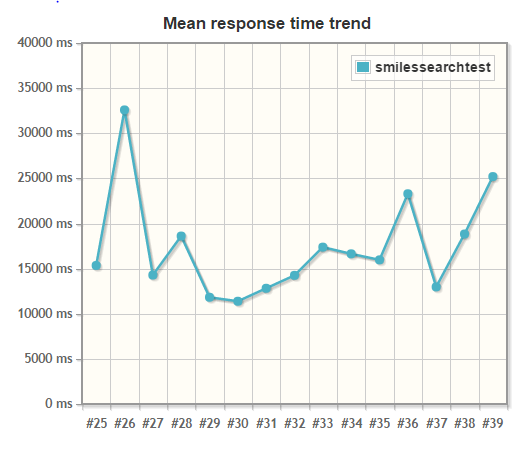 Mean response time trend
40000 ms
smilessearchtest
35000 ms
30000 ms
25000 ms
20000 ms
15000 ms
10000 ms
5000 ms
0 ms
#25 #26 #27 #28 #29 #30 #31 #32 #33 #34 #35 #36 #37 #38 #39